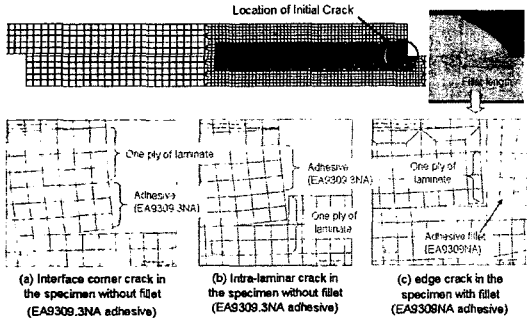 Location of Initial Crack
Fillet length
One ply of laminate
Adhesive
(EA9309.3NA)
Adhesive
(EA9309.3NA)
One ply of
laminate
One ply of
laminate
Adhesive fillet
(EA9309NA)
(a) Interface corner crack in
the specimen without fillet
(EA9309.3NA adhesive)
(b) Intra-laminar crack in
the specimen without fillet
(EA9309.3NA adhesive)
(c) edge crack in the
specimen with fillet
(EA9309NA adhesive)